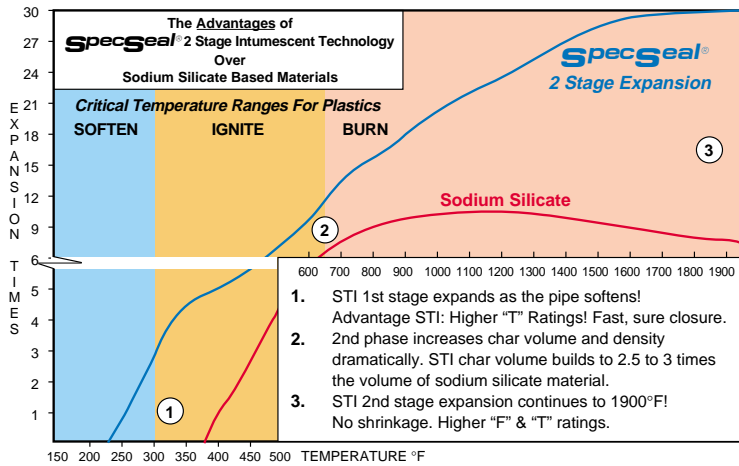 The Advantages of
SpecSeal® 2 Stage Intumescent Technology
Over
Sodium Silicate Based Materials
SpecSeal®
2 Stage Expansion
Critical Temperature Ranges For Plastics
SOFTEN IGNITE BURN
EXPANSION
TIMES
30
27
24
21
18
15
12
9
6
5
4
3
2
1
3
Sodium Silicate
2
600 700 800 900 1000 1100 1200 1300 1400 1500 1600 1700 1800 1900
1. STI 1st stage expands as the pipe softens!
Advantage STI: Higher “T” Ratings! Fast, sure closure.
2. 2nd phase increases char volume and density
dramatically. STI char volume builds to 2.5 to 3 times
the volume of sodium silicate material.
3. STI 2nd stage expansion continues to 1900°F!
No shrinkage. Higher “F” & “T” ratings.
1
150 200 250 300 350 400 450 500 TEMPERATURE °F